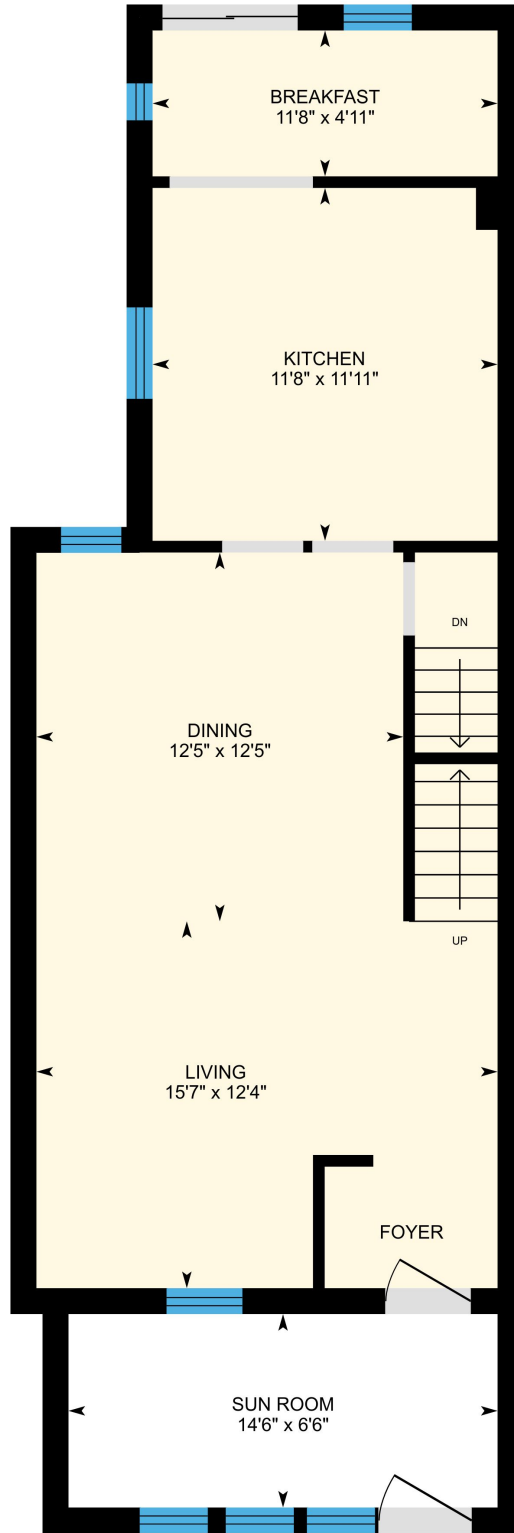 BREAKFAST
11'8" x 4'11"
KITCHEN
11'8" x 11'11"
DN
DINING
12'5" x 12'5"
UP
LIVING
15'7" x 12'4"
FOYER
SUN ROOM
14'6" x 6'6"